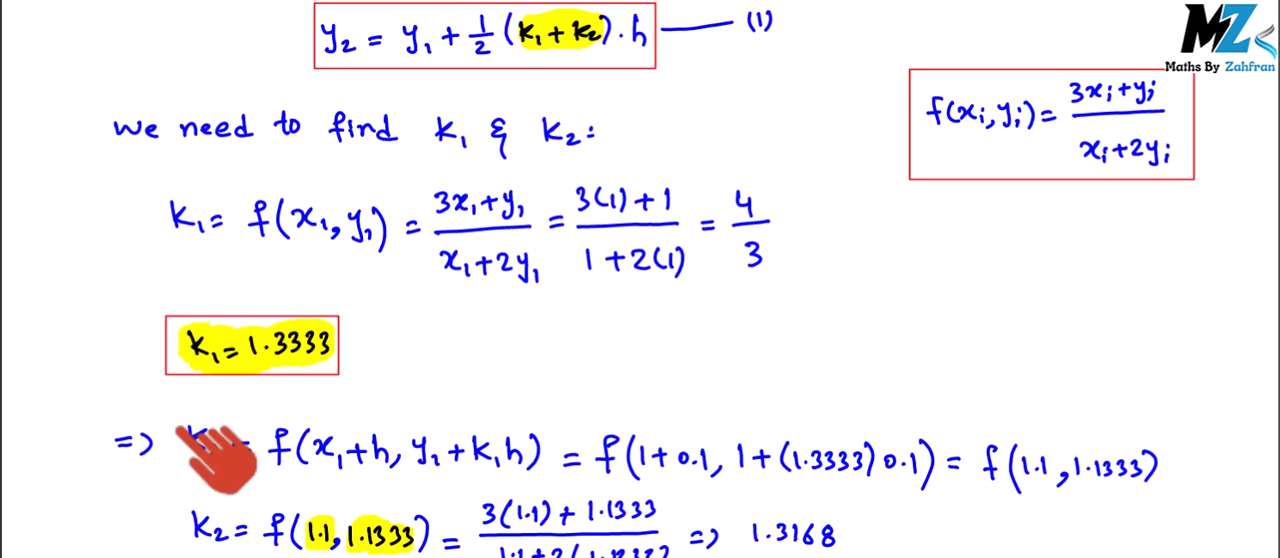 y₂ = y₁ + 1/2 (k₁ + k₂) . h —— (1)
MZ
Maths By Zahfran
f(xᵢ, yᵢ) = (3xᵢ + yᵢ) / (xᵢ + 2yᵢ)
we need to find k₁ & k₂:
k₁ = f(x₁, y₁) = (3x₁ + y₁) / (x₁ + 2y₁) = (3(1) + 1) / (1 + 2(1)) = 4/3
k₁ = 1.3333
=> = f(x₁+h, y₁+k₁h) = f(1+0.1, 1+(1.3333)0.1) = f(1.1, 1.1333)
k₂ = f(1.1, 1.1333) = (3(1.1) + 1.1333) / => 1.3168